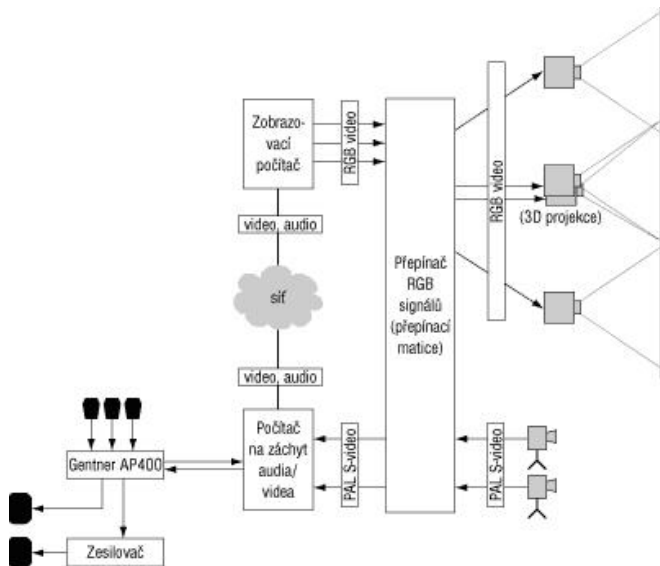 Zobrazo-
vací
počítač
RGB video
RGB video
(3D projekce)
video, audio
Přepínač
RGB
signálů
(přepínací
matice)
síť
video, audio
Počítač
na záchyt
audia/
videa
PAL S-video
PAL S-video
Gentner AP400
Zesilovač